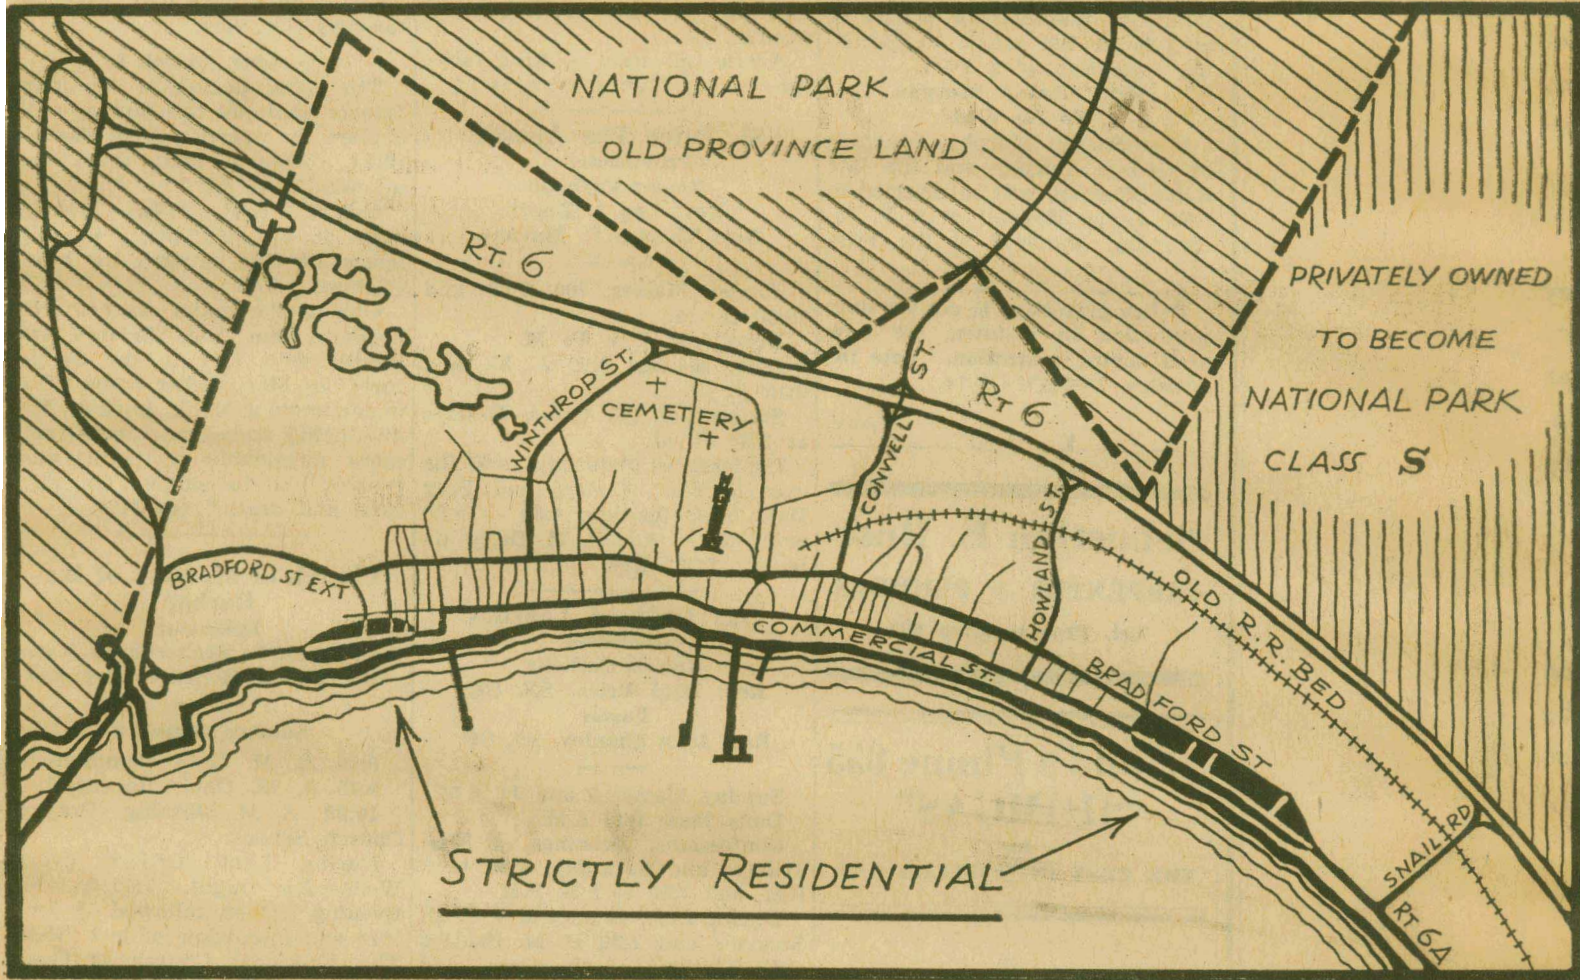 NATIONAL PARK
OLD PROVINCE LAND
RT. 6
PRIVATELY OWNED
TO BECOME
NATIONAL PARK
CLASS S
WINTHROP ST.
CEMETERY
CONWELL ST.
RT 6
HOWLAND ST.
BRADFORD ST EXT
COMMERCIAL ST.
OLD R.R. BED
BRADFORD ST
SNAIL RD
RT 6A
STRICTLY RESIDENTIAL